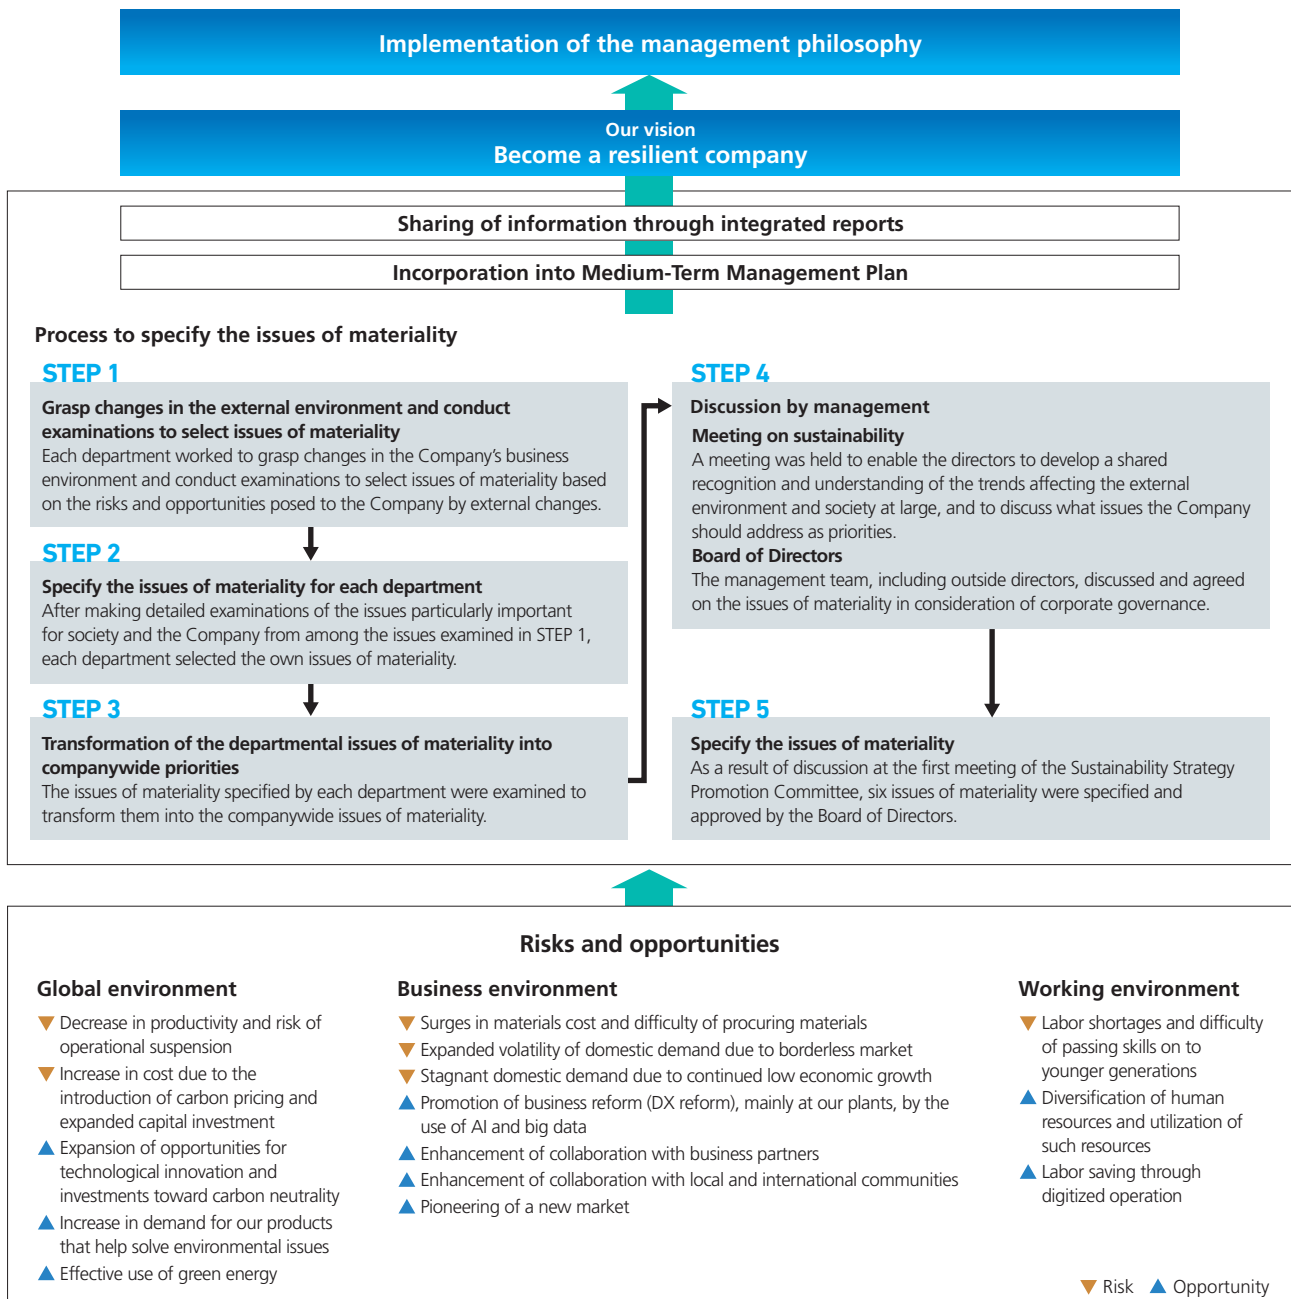 Implementation of the management philosophy
Our vision
Become a resilient company
Sharing of information through integrated reports
Incorporation into Medium-Term Management Plan
Process to specify the issues of materiality
STEP 1
Grasp changes in the external environment and conduct
examinations to select issues of materiality
Each department worked to grasp changes in the Company's business
environment and conduct examinations to select issues of materiality based
on the risks and opportunities posed to the Company by external changes.
STEP 2
Specify the issues of materiality for each department
After making detailed examinations of the issues particularly important
for society and the Company from among the issues examined in STEP 1,
each department selected the own issues of materiality.
STEP 3
Transformation of the departmental issues of materiality into
companywide priorities
The issues of materiality specified by each department were examined to
transform them into the companywide issues of materiality.
STEP 4
Discussion by management
Meeting on sustainability
A meeting was held to enable the directors to develop a shared
recognition and understanding of the trends affecting the external
environment and society at large, and to discuss what issues the Company
should address as priorities.
Board of Directors
The management team, including outside directors, discussed and agreed
on the issues of materiality in consideration of corporate governance.
STEP 5
Specify the issues of materiality
As a result of discussion at the first meeting of the Sustainability Strategy
Promotion Committee, six issues of materiality were specified and
approved by the Board of Directors.
Risks and opportunities
Global environment
▼ Decrease in productivity and risk of
operational suspension
▼ Increase in cost due to the
introduction of carbon pricing and
expanded capital investment
▲ Expansion of opportunities for
technological innovation and
investments toward carbon neutrality
▲ Increase in demand for our products
that help solve environmental issues
▲ Effective use of green energy
Business environment
▼ Surges in materials cost and difficulty of procuring materials
▼ Expanded volatility of domestic demand due to borderless market
▼ Stagnant domestic demand due to continued low economic growth
▲ Promotion of business reform (DX reform), mainly at our plants, by the
use of AI and big data
▲ Enhancement of collaboration with business partners
▲ Enhancement of collaboration with local and international communities
▲ Pioneering of a new market
Working environment
▼ Labor shortages and difficulty
of passing skills on to
younger generations
▲ Diversification of human
resources and utilization of
such resources
▲ Labor saving through
digitized operation
▼ Risk ▲ Opportunity